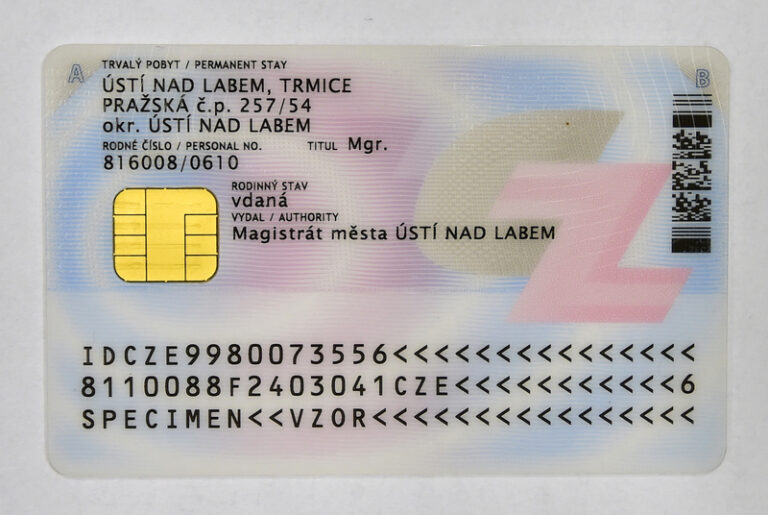 A
TRVALÝ POBYT / PERMANENT STAY
B
ÚSTÍ NAD LABEM, TRMICE
PRAŽSKÁ č.p. 257/54
okr. ÚSTÍ NAD LABEM
RODNÉ ČÍSLO / PERSONAL NO. TITUL Mgr.
816008/0610
RODINNÝ STAV
vdaná
VYDAL / AUTHORITY
Magistrát města ÚSTÍ NAD LABEM
CZ
IDCZE9980073556<<<<<<<<<<<<<<<
8110088F2403041CZE<<<<<<<<<<<6
SPECIMEN<<VZOR<<<<<<<<<<<<<<<<